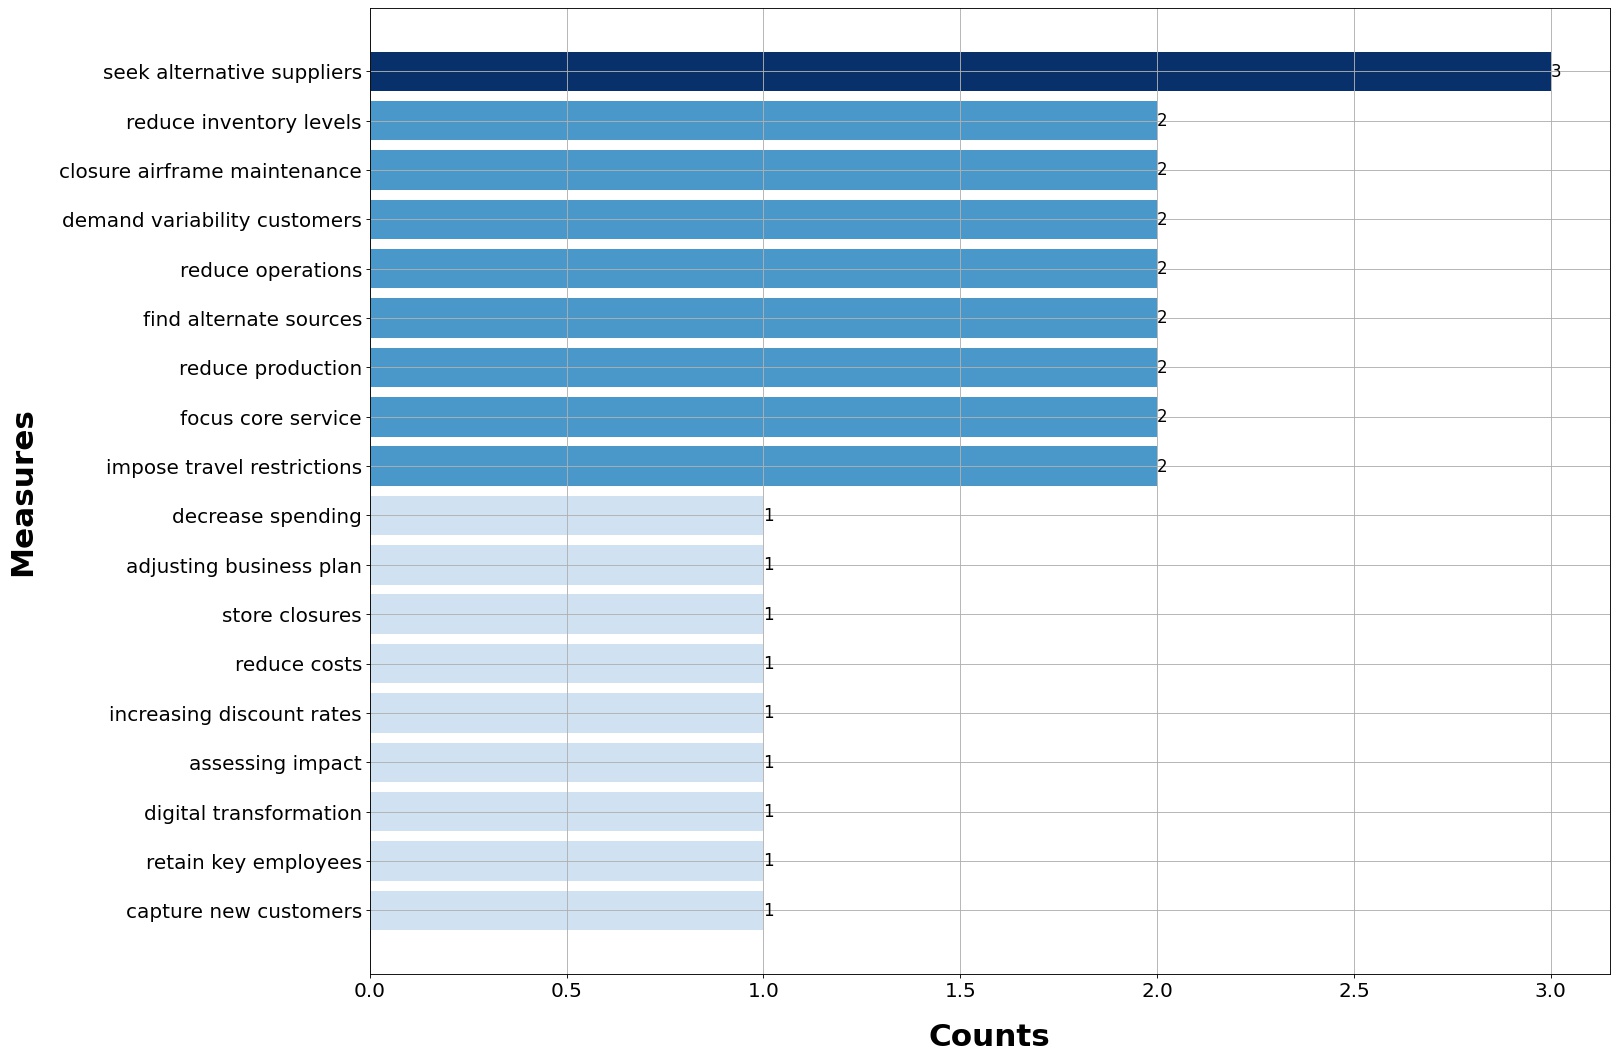 seek alternative suppliers 3
reduce inventory levels 2
closure airframe maintenance 2
demand variability customers 2
reduce operations 2
find alternate sources 2
reduce production 2
focus core service 2
impose travel restrictions 2
decrease spending 1
adjusting business plan 1
store closures 1
reduce costs 1
increasing discount rates 1
assessing impact 1
digital transformation 1
retain key employees 1
capture new customers 1
Measures
0.0 0.5 1.0 1.5 2.0 2.5 3.0
Counts